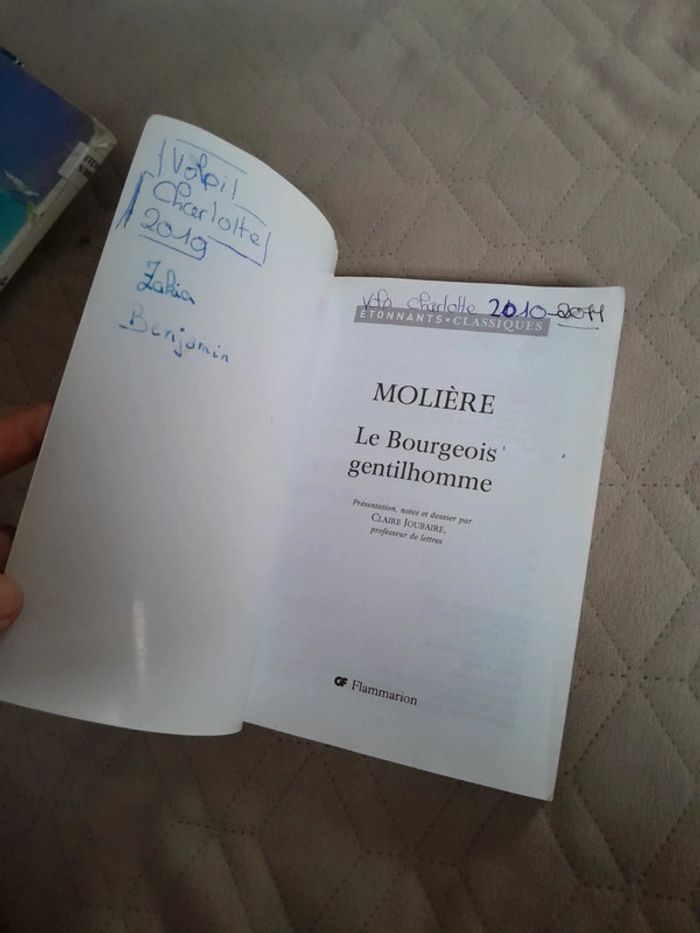 Volpil
Charlotte
2019
Zakia
Benjamin
Charlotte 2010-2011
ÉTONNANTS • CLASSIQUES
MOLIÈRE
Le Bourgeois
gentilhomme
Présentation, notes et dossier par
CLAIRE JOUBAIRE,
professeur de lettres
GF Flammarion